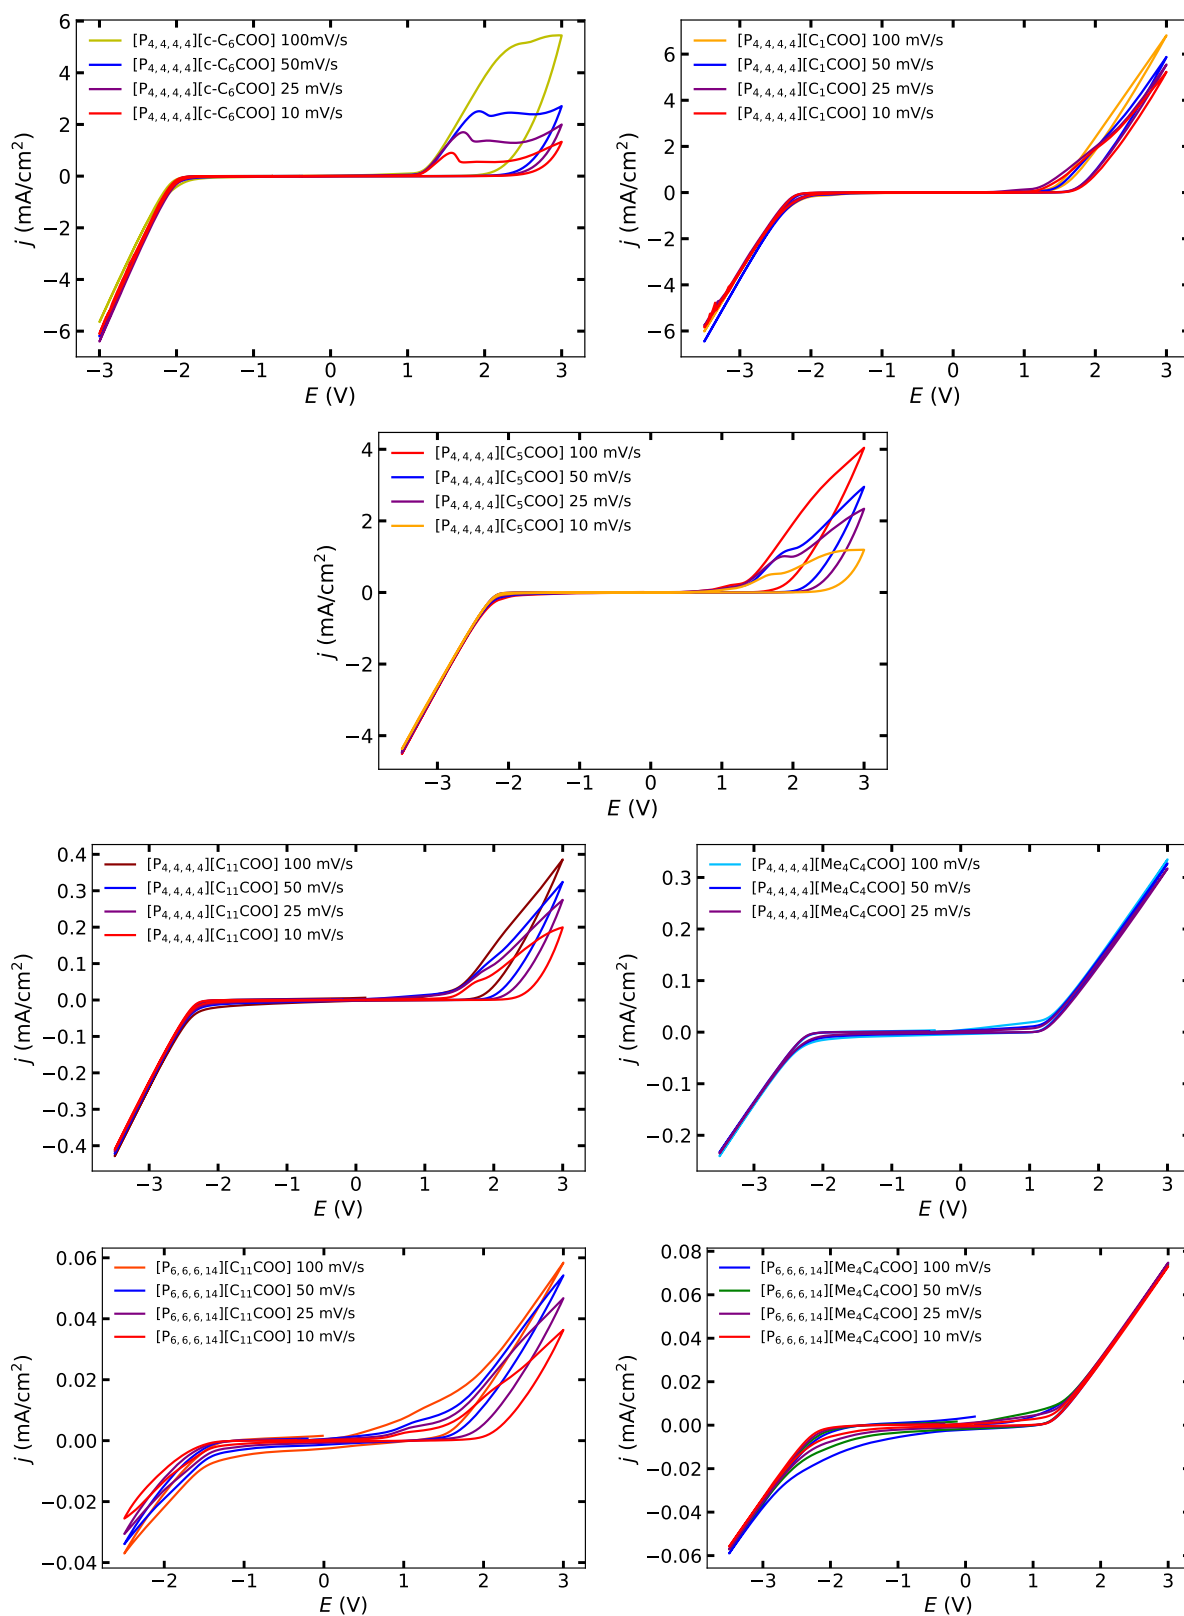 6
4
2
0
−2
−4
−6
j (mA/cm²)
[P₄,₄,₄,₄][c-C₆COO] 100mV/s
[P₄,₄,₄,₄][c-C₆COO] 50mV/s
[P₄,₄,₄,₄][c-C₆COO] 25 mV/s
[P₄,₄,₄,₄][c-C₆COO] 10 mV/s
−3 −2 −1 0 1 2 3
E (V)
6
4
2
0
−2
−4
−6
j (mA/cm²)
[P₄,₄,₄,₄][C₁COO] 100 mV/s
[P₄,₄,₄,₄][C₁COO] 50 mV/s
[P₄,₄,₄,₄][C₁COO] 25 mV/s
[P₄,₄,₄,₄][C₁COO] 10 mV/s
−3 −2 −1 0 1 2 3
E (V)
4
2
0
−2
−4
j (mA/cm²)
[P₄,₄,₄,₄][C₅COO] 100 mV/s
[P₄,₄,₄,₄][C₅COO] 50 mV/s
[P₄,₄,₄,₄][C₅COO] 25 mV/s
[P₄,₄,₄,₄][C₅COO] 10 mV/s
−3 −2 −1 0 1 2 3
E (V)
0.4
0.3
0.2
0.1
0.0
−0.1
−0.2
−0.3
−0.4
j (mA/cm²)
[P₄,₄,₄,₄][C₁₁COO] 100 mV/s
[P₄,₄,₄,₄][C₁₁COO] 50 mV/s
[P₄,₄,₄,₄][C₁₁COO] 25 mV/s
[P₄,₄,₄,₄][C₁₁COO] 10 mV/s
−3 −2 −1 0 1 2 3
E (V)
0.3
0.2
0.1
0.0
−0.1
−0.2
j (mA/cm²)
[P₄,₄,₄,₄][Me₄C₄COO] 100 mV/s
[P₄,₄,₄,₄][Me₄C₄COO] 50 mV/s
[P₄,₄,₄,₄][Me₄C₄COO] 25 mV/s
−3 −2 −1 0 1 2 3
E (V)
0.06
0.04
0.02
0.00
−0.02
−0.04
j (mA/cm²)
[P₆,₆,₆,₁₄][C₁₁COO] 100 mV/s
[P₆,₆,₆,₁₄][C₁₁COO] 50 mV/s
[P₆,₆,₆,₁₄][C₁₁COO] 25 mV/s
[P₆,₆,₆,₁₄][C₁₁COO] 10 mV/s
−2 −1 0 1 2 3
E (V)
0.08
0.06
0.04
0.02
0.00
−0.02
−0.04
−0.06
j (mA/cm²)
[P₆,₆,₆,₁₄][Me₄C₄COO] 100 mV/s
[P₆,₆,₆,₁₄][Me₄C₄COO] 50 mV/s
[P₆,₆,₆,₁₄][Me₄C₄COO] 25 mV/s
[P₆,₆,₆,₁₄][Me₄C₄COO] 10 mV/s
−3 −2 −1 0 1 2 3
E (V)